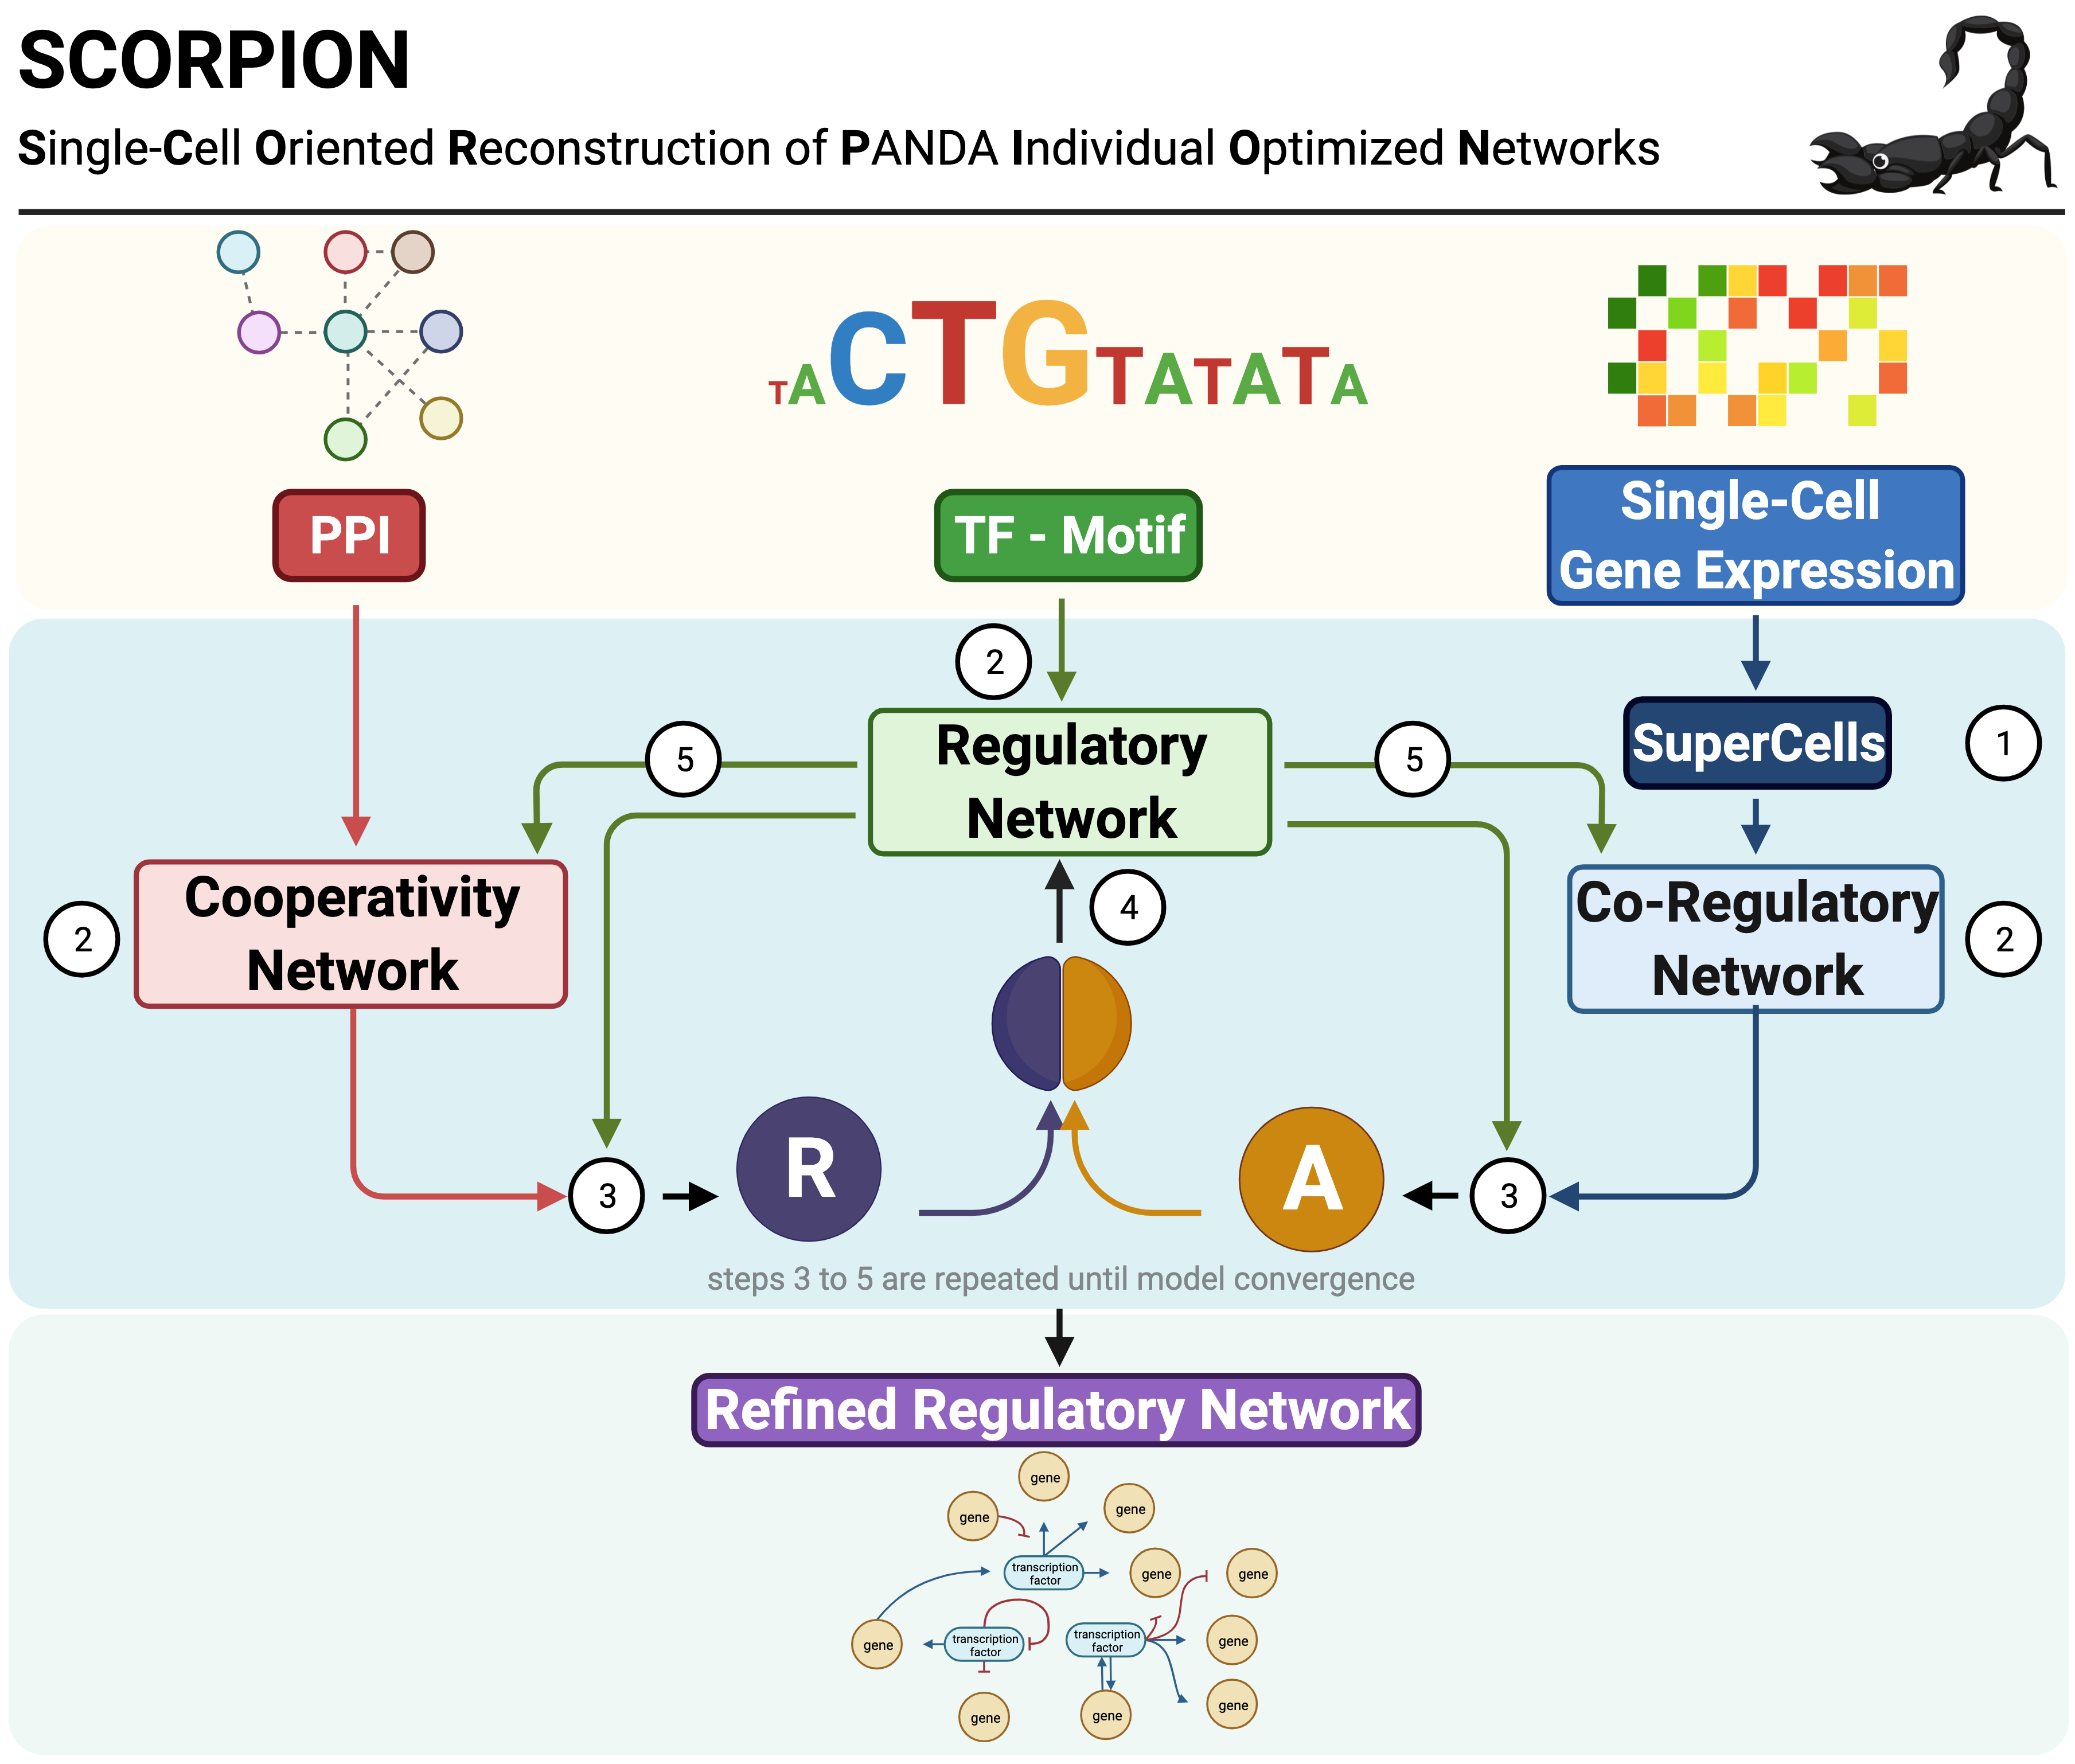 SCORPION
Single-Cell Oriented Reconstruction of PANDA Individual Optimized Networks
TACTGTATATA
PPI
TF - Motif
Single-Cell
Gene Expression
2
5
Regulatory
Network
5
SuperCells
1
2
Cooperativity
Network
4
Co-Regulatory
Network
2
3
R
A
3
steps 3 to 5 are repeated until model convergence
Refined Regulatory Network
gene
gene
gene
transcription
factor
gene
gene
gene
transcription
factor
transcription
factor
gene
gene
gene
gene